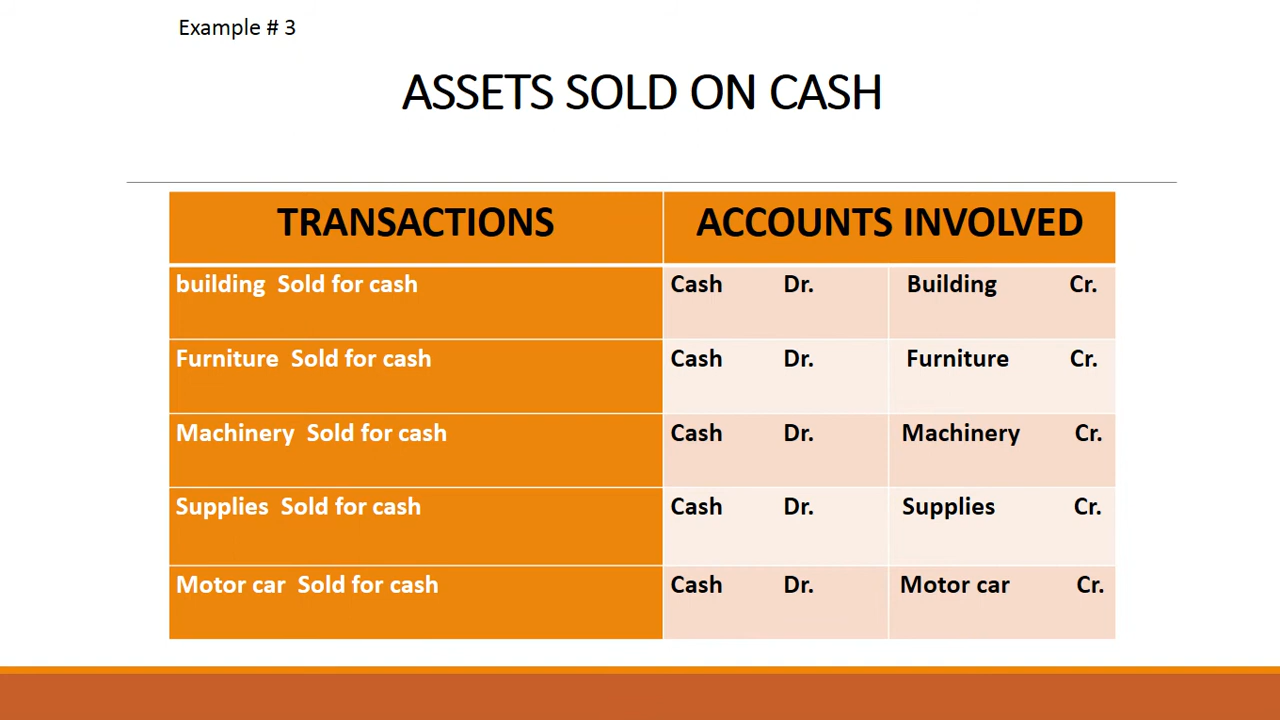 Example # 3
ASSETS SOLD ON CASH
TRANSACTIONS ACCOUNTS INVOLVED
building Sold for cash Cash Dr. Building Cr.
Furniture Sold for cash Cash Dr. Furniture Cr.
Machinery Sold for cash Cash Dr. Machinery Cr.
Supplies Sold for cash Cash Dr. Supplies Cr.
Motor car Sold for cash Cash Dr. Motor car Cr.